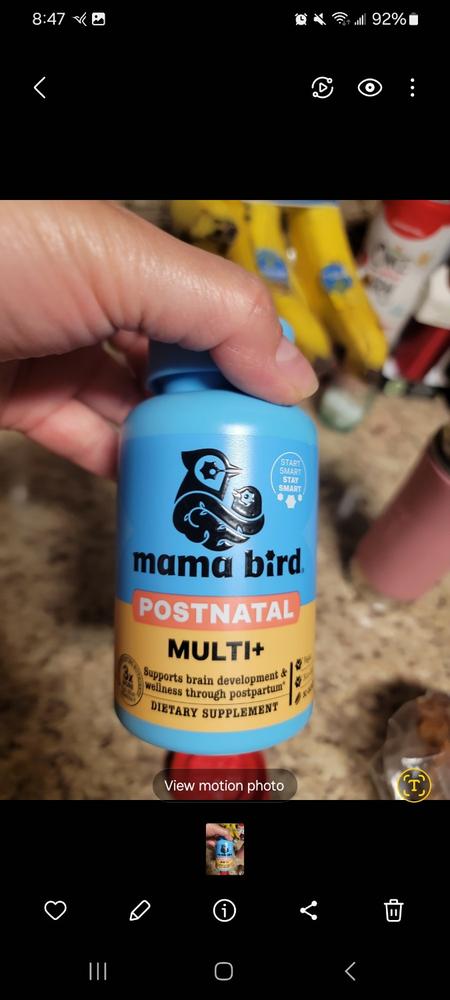 8:47
92%
START
SMART
STAY
SMART
mama bird
POSTNATAL
MULTI+
3x
Supports brain development &
wellness through postpartum*
DIETARY SUPPLEMENT
View motion photo
T